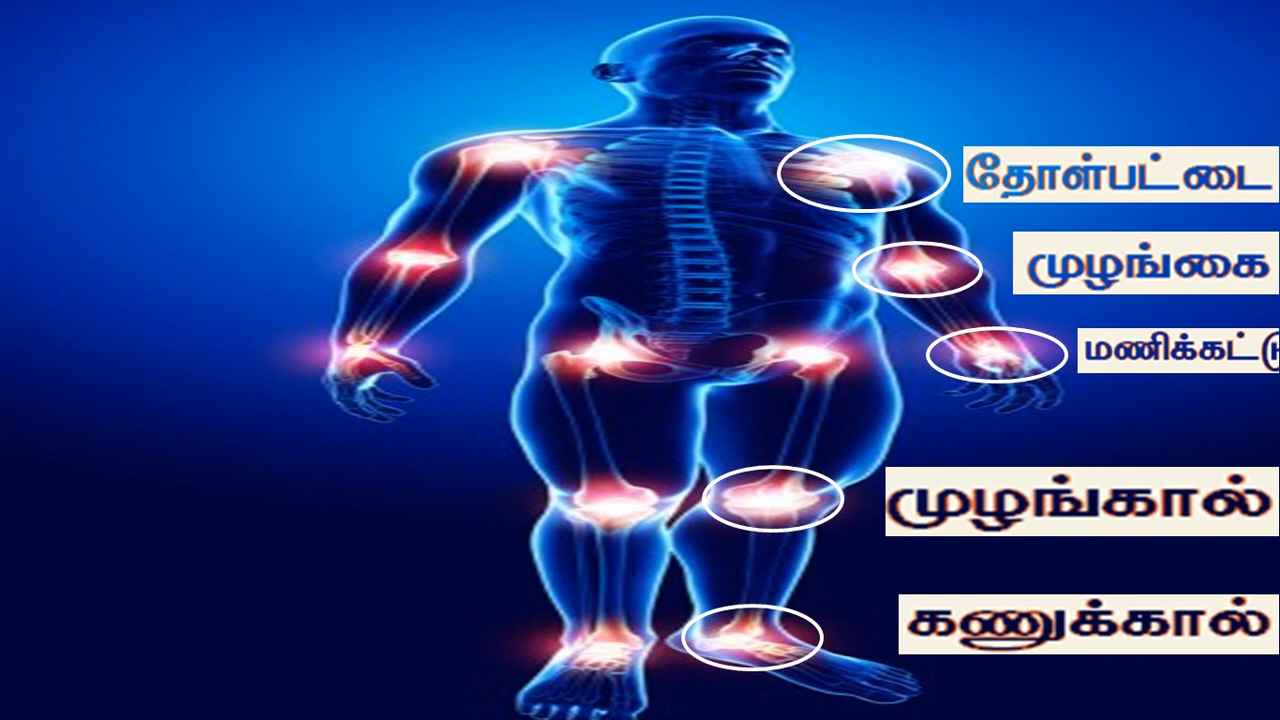 தோள்பட்டை
முழங்கை
மணிக்கட்டு
முழங்கால்
கணுக்கால்